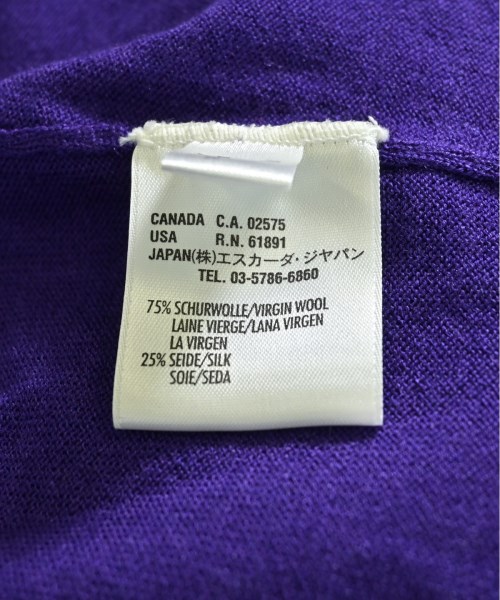 CANADA C.A. 02575
USA R.N. 61891
JAPAN(株)エスカーダ・ジャパン
TEL. 03-5786-6860
75% SCHURWOLLE/VIRGIN WOOL
LAINE VIERGE/LANA VIRGEN
LA VIRGEN
25% SEIDE/SILK
SOIE/SEDA